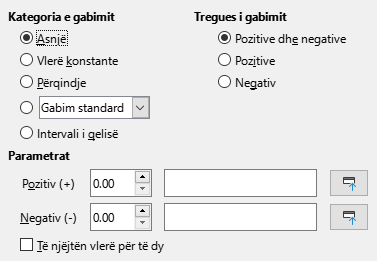 Kategoria e gabimit
Asnjë
Vlerë konstante
Përqindje
Gabim standard
Intervali i qelisë
Tregues i gabimit
Pozitive dhe negative
Pozitive
Negativ
Parametrat
Pozitiv (+) 0.00
Negativ (-) 0.00
Të njëjtën vlerë për të dy